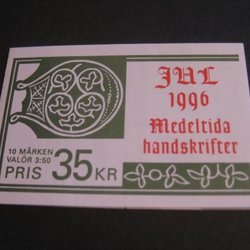 JUL
1996
Medeltida
handskrifter
10 MÄRKEN
VALÖR 3:50
PRIS 35 KR